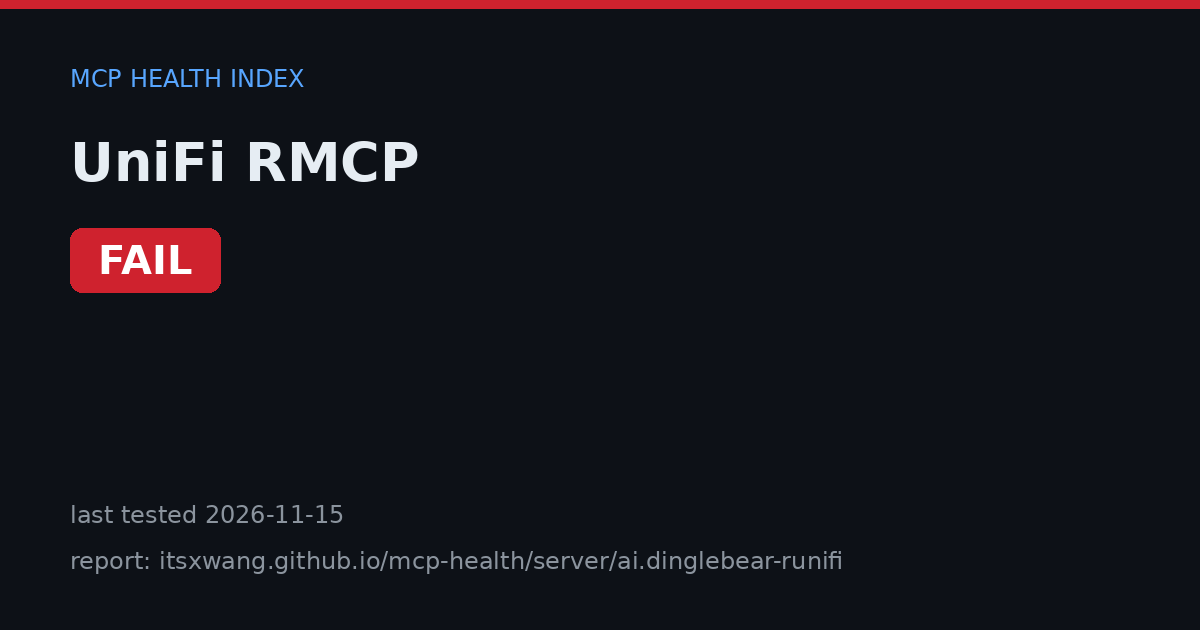 MCP HEALTH INDEX
UniFi RMCP
FAIL
last tested 2026-11-15
report: itsxwang.github.io/mcp-health/server/ai.dinglebear-runifi